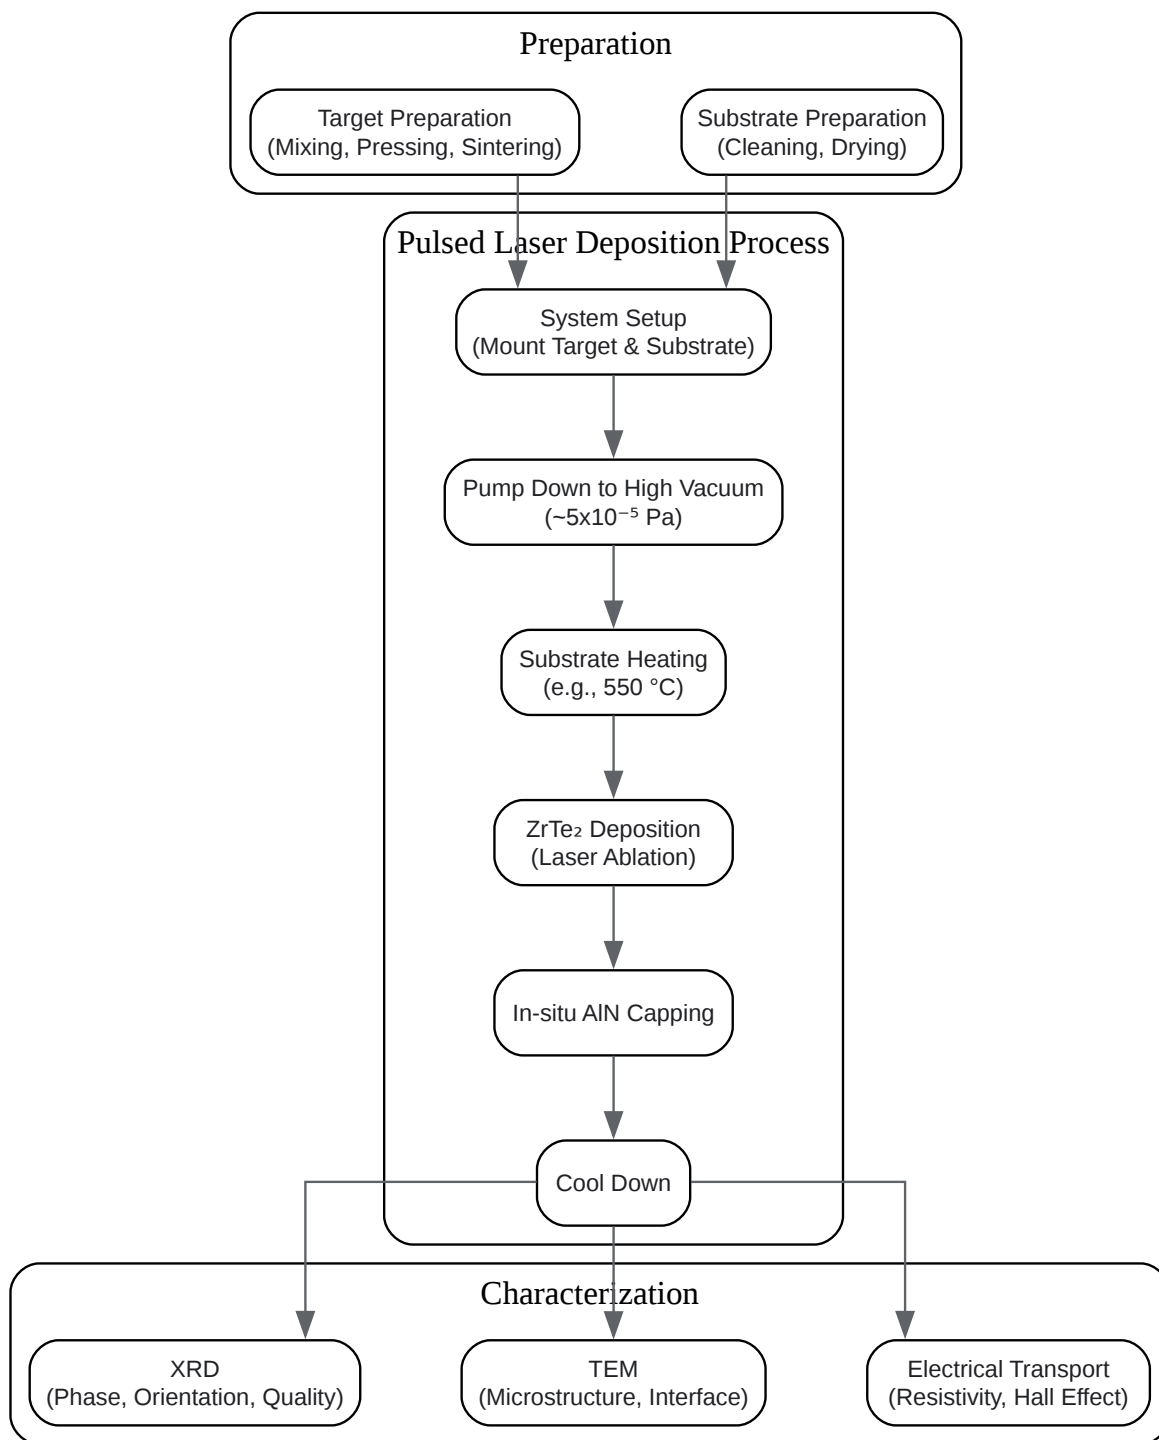 Preparation
Target Preparation
(Mixing, Pressing, Sintering)
Substrate Preparation
(Cleaning, Drying)
Pulsed Laser Deposition Process
System Setup
(Mount Target & Substrate)
Pump Down to High Vacuum
(~5x10⁻⁵ Pa)
Substrate Heating
(e.g., 550 °C)
ZrTe₂ Deposition
(Laser Ablation)
In-situ AlN Capping
Cool Down
Characterization
XRD
(Phase, Orientation, Quality)
TEM
(Microstructure, Interface)
Electrical Transport
(Resistivity, Hall Effect)